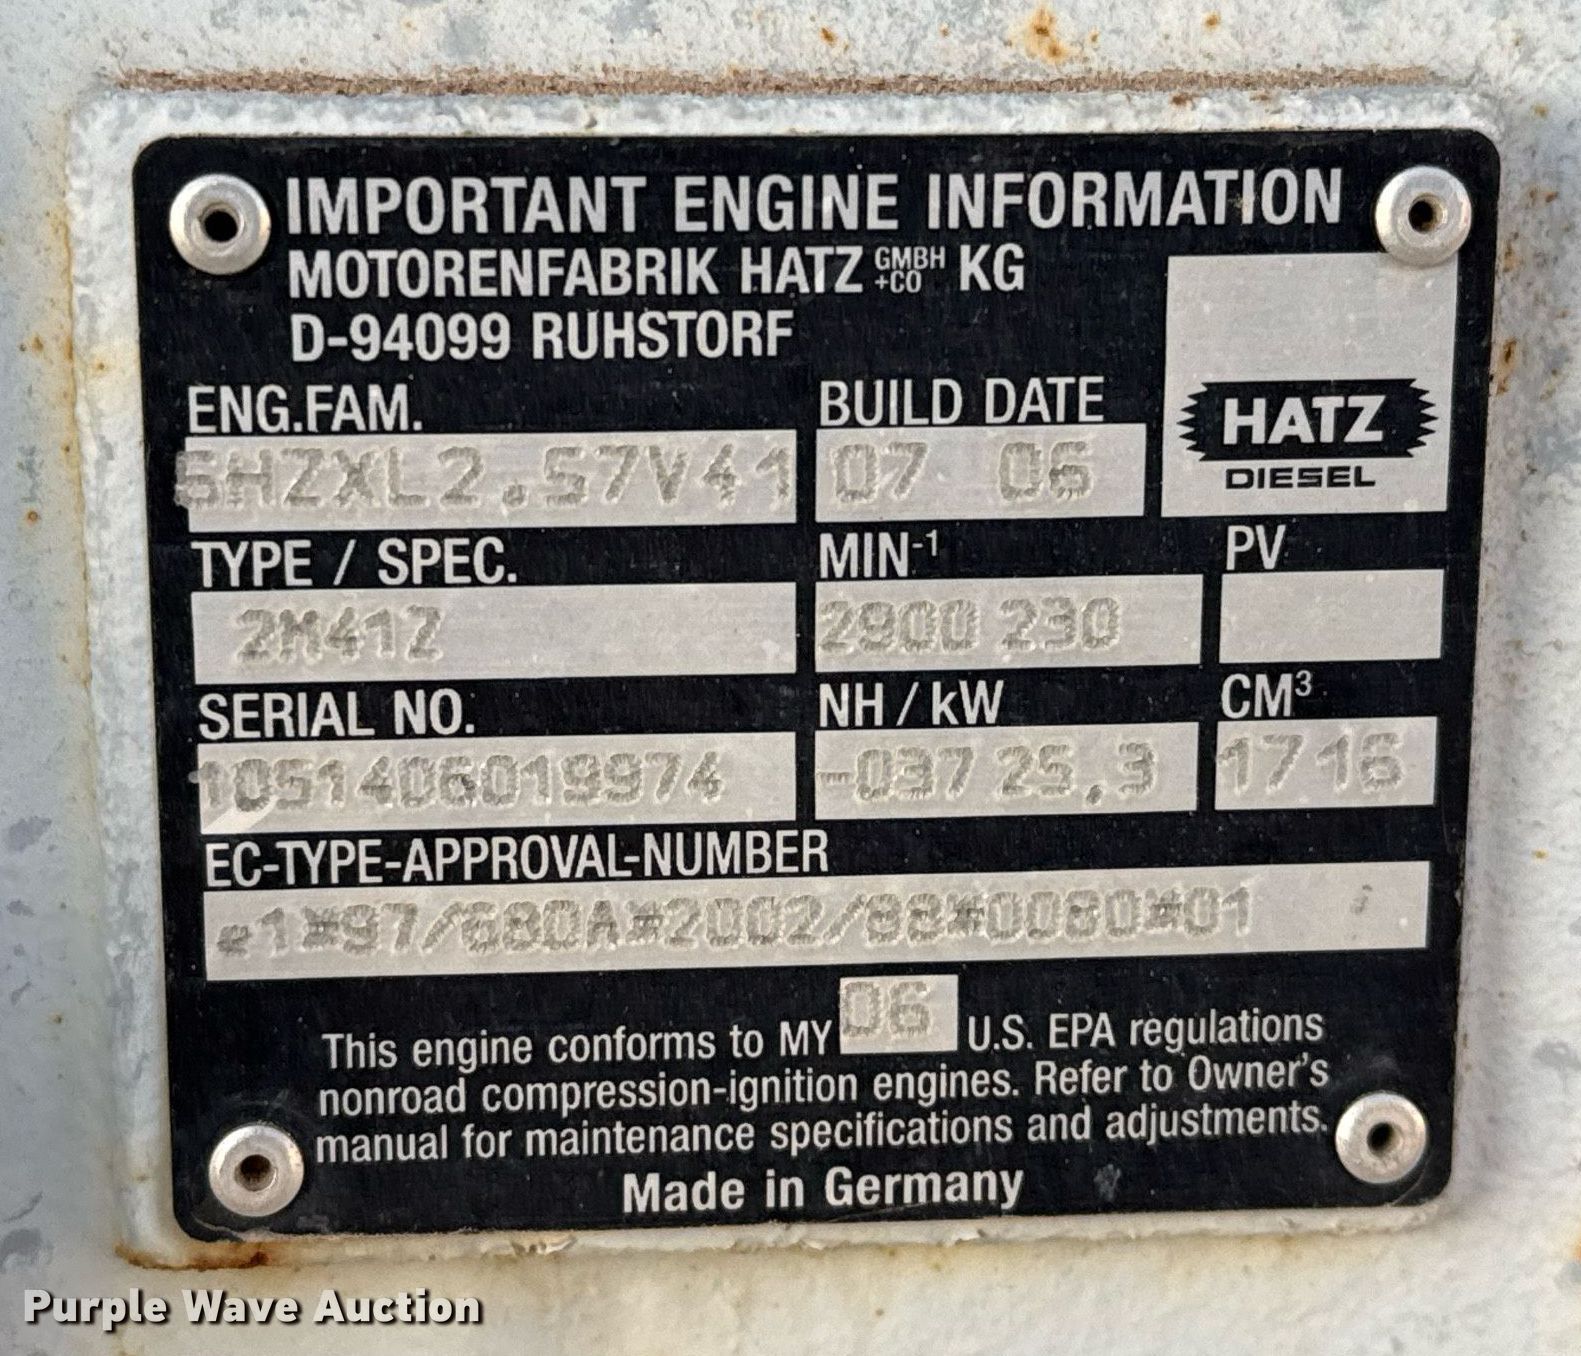 IMPORTANT ENGINE INFORMATION
MOTORENFABRIK HATZ GMBH +CO KG
D-94099 RUHSTORF
ENG.FAM. BUILD DATE
6HZXL2.57V41 07 06
HATZ
DIESEL
TYPE / SPEC. MIN-1 PV
2M41Z 2900 230
SERIAL NO. NH / kW CM³
1051406019974 -037 25.3 1716
EC-TYPE-APPROVAL-NUMBER
e1*97/68DA*2002/88*0080*01
This engine conforms to MY 06 U.S. EPA regulations
nonroad compression-ignition engines. Refer to Owner's
manual for maintenance specifications and adjustments.
Made in Germany
Purple Wave Auction